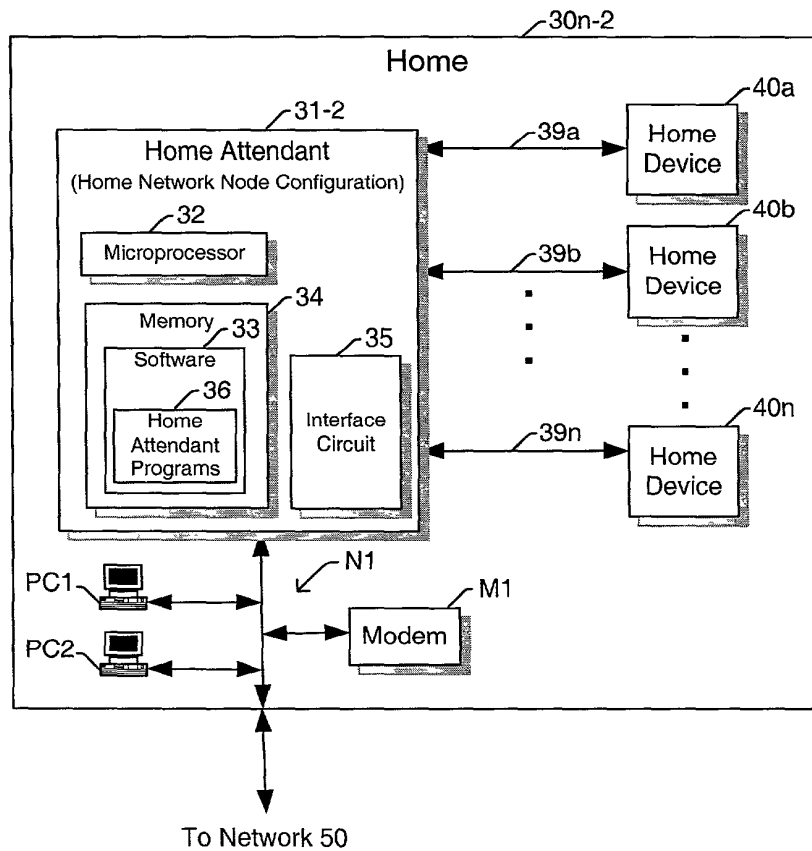 30n-2
Home
31-2
Home Attendant
(Home Network Node Configuration)
32
Microprocessor
34
Memory
33
Software
36
Home
Attendant
Programs
35
Interface
Circuit
39a
40a
Home
Device
39b
40b
Home
Device
39n
40n
Home
Device
N1
PC1
M1
Modem
PC2
To Network 50